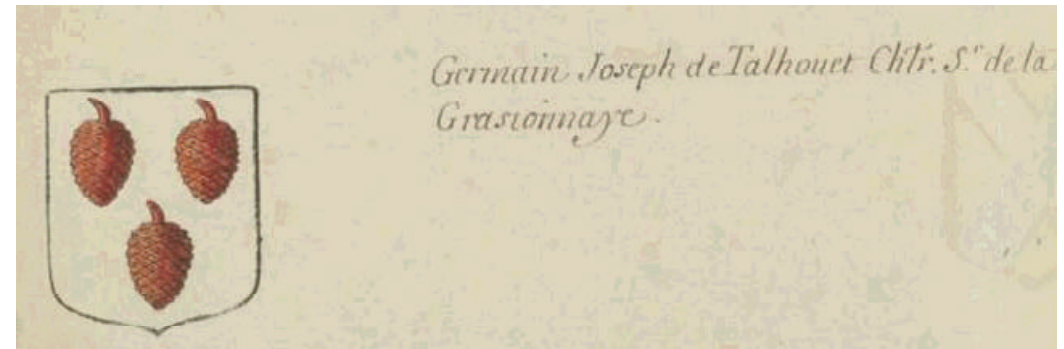 Germain Joseph de Talhouet Chlr. S.r de la
Grasionnaye.